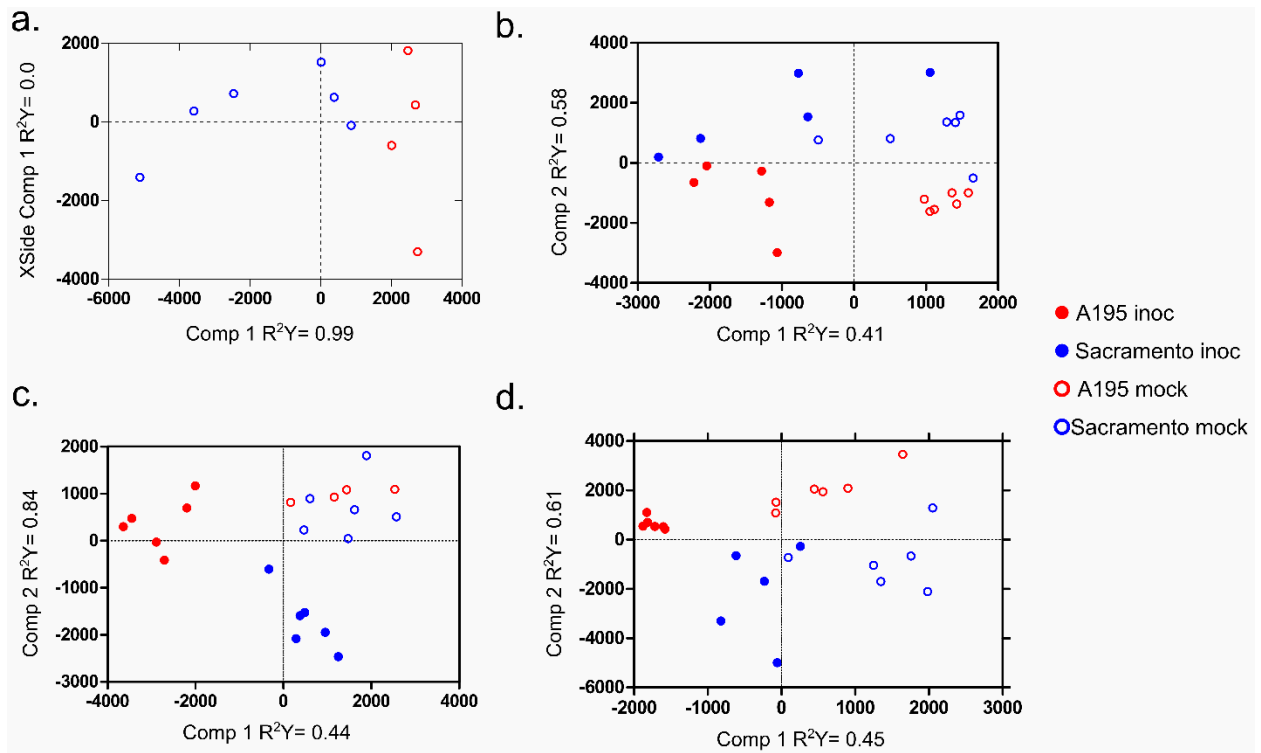 a.
2000
0
-2000
-4000
-6000 -4000 -2000 0 2000 4000
XSide Comp 1 R²Y= 0.0
Comp 1 R²Y= 0.99
b.
4000
2000
0
-2000
-4000
-3000 -2000 -1000 0 1000 2000
Comp 2 R²Y= 0.58
Comp 1 R²Y= 0.41
A195 inoc
Sacramento inoc
A195 mock
Sacramento mock
c.
2000
1000
0
-1000
-2000
-3000
-4000 -2000 0 2000 4000
Comp 2 R²Y= 0.84
Comp 1 R²Y= 0.44
d.
4000
2000
0
-2000
-4000
-6000
-2000 -1000 0 1000 2000 3000
Comp 2 R²Y= 0.61
Comp 1 R²Y= 0.45